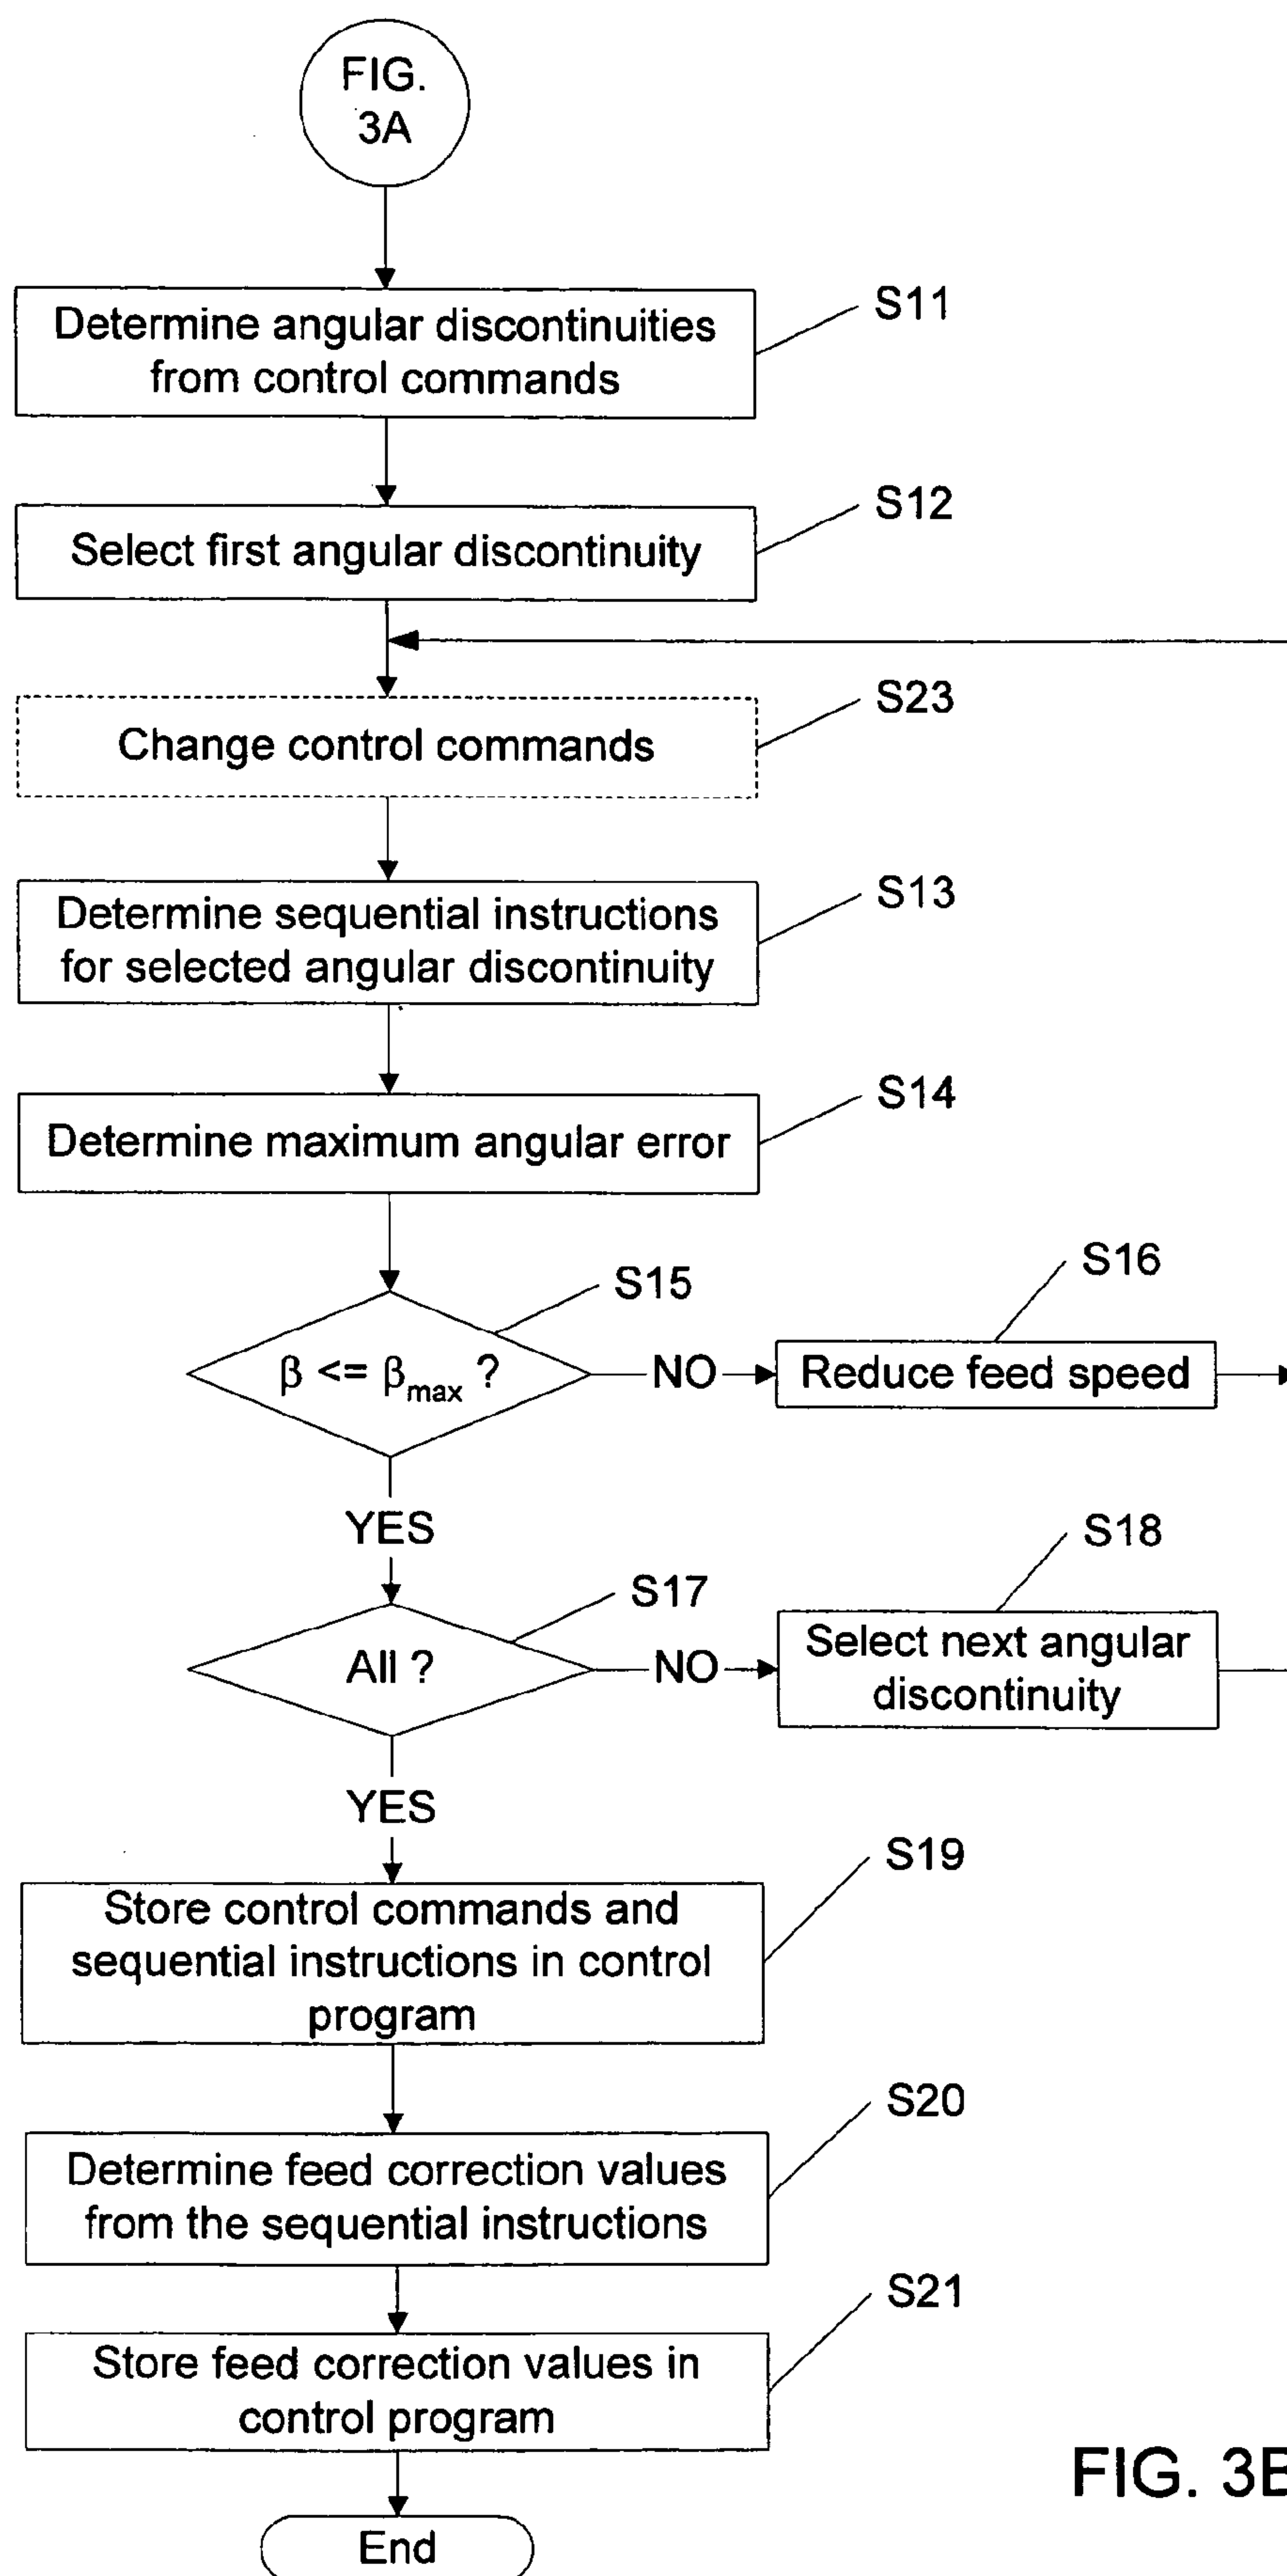 FIG.
3A
Determine angular discontinuities
from control commands
S11
Select first angular discontinuity
S12
Change control commands
S23
Determine sequential instructions
for selected angular discontinuity
S13
Determine maximum angular error
S14
β <= βmax ?
S15
NO
Reduce feed speed
S16
YES
All ?
S17
NO
Select next angular
discontinuity
S18
YES
Store control commands and
sequential instructions in control
program
S19
Determine feed correction values
from the sequential instructions
S20
Store feed correction values in
control program
S21
End
FIG. 3B